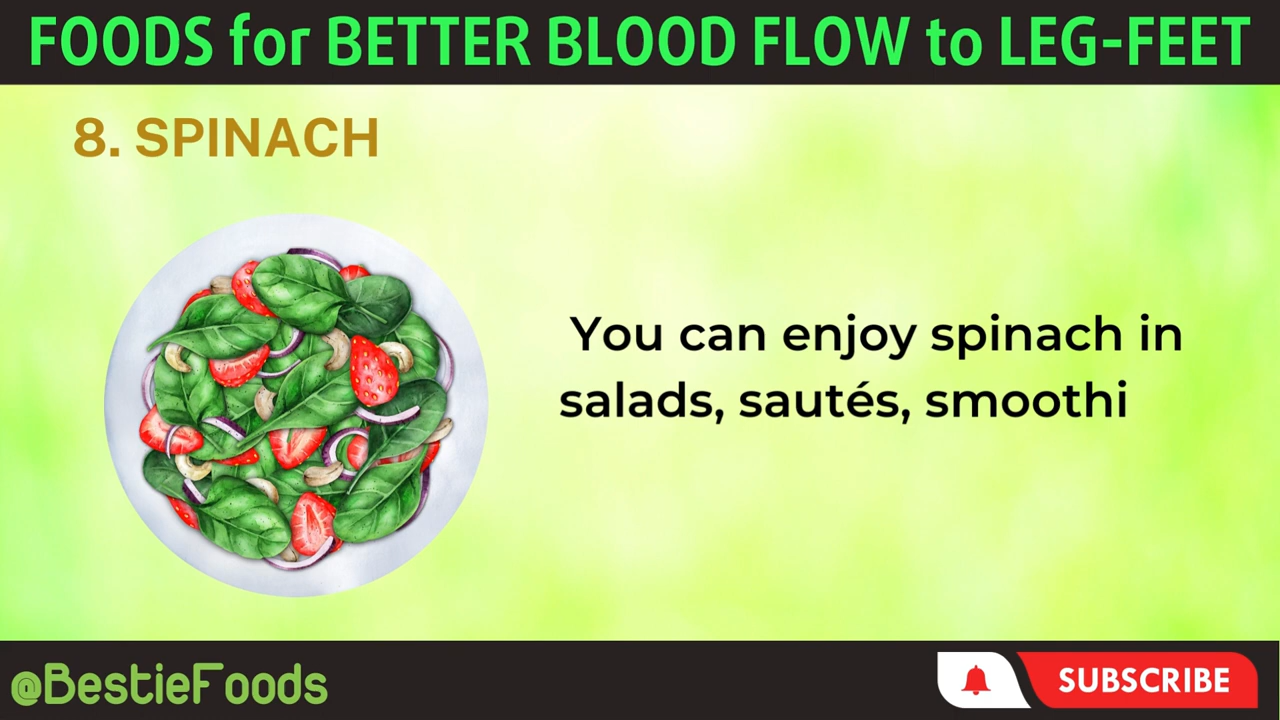 FOODS for BETTER BLOOD FLOW to LEG-FEET
8. SPINACH
You can enjoy spinach in
salads, sautés, smoothi
@BestieFoods
SUBSCRIBE